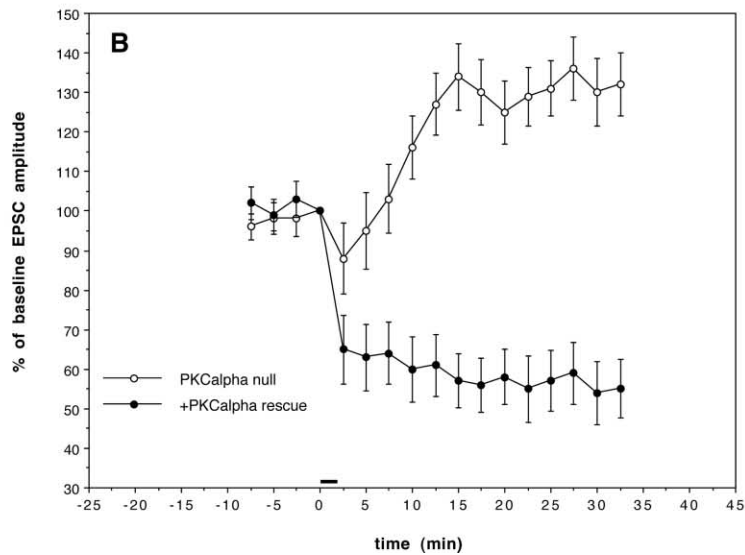 B
% of baseline EPSC amplitude
150
140
130
120
110
100
90
80
70
60
50
40
30
PKCalpha null
+PKCalpha rescue
-25 -20 -15 -10 -5 0 5 10 15 20 25 30 35 40 45
time (min)